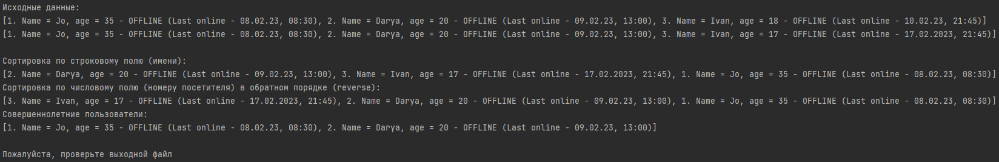 Исходные данные:
[1. Name = Jo, age = 35 - OFFLINE (Last online - 08.02.23, 08:30), 2. Name = Darya, age = 20 - OFFLINE (Last online - 09.02.23, 13:00), 3. Name = Ivan, age = 18 - OFFLINE (Last online - 10.02.23, 21:45)]
[1. Name = Jo, age = 35 - OFFLINE (Last online - 08.02.23, 08:30), 2. Name = Darya, age = 20 - OFFLINE (Last online - 09.02.23, 13:00), 3. Name = Ivan, age = 17 - OFFLINE (Last online - 17.02.2023, 21:45)]
Сортировка по строковому полю (имени):
[2. Name = Darya, age = 20 - OFFLINE (Last online - 09.02.23, 13:00), 3. Name = Ivan, age = 17 - OFFLINE (Last online - 17.02.2023, 21:45), 1. Name = Jo, age = 35 - OFFLINE (Last online - 08.02.23, 08:30)]
Сортировка по числовому полю (номеру посетителя) в обратном порядке (reverse):
[3. Name = Ivan, age = 17 - OFFLINE (Last online - 17.02.2023, 21:45), 2. Name = Darya, age = 20 - OFFLINE (Last online - 09.02.23, 13:00), 1. Name = Jo, age = 35 - OFFLINE (Last online - 08.02.23, 08:30)]
Совершеннолетние пользователи:
[1. Name = Jo, age = 35 - OFFLINE (Last online - 08.02.23, 08:30), 2. Name = Darya, age = 20 - OFFLINE (Last online - 09.02.23, 13:00)]
Пожалуйста, проверьте выходной файл